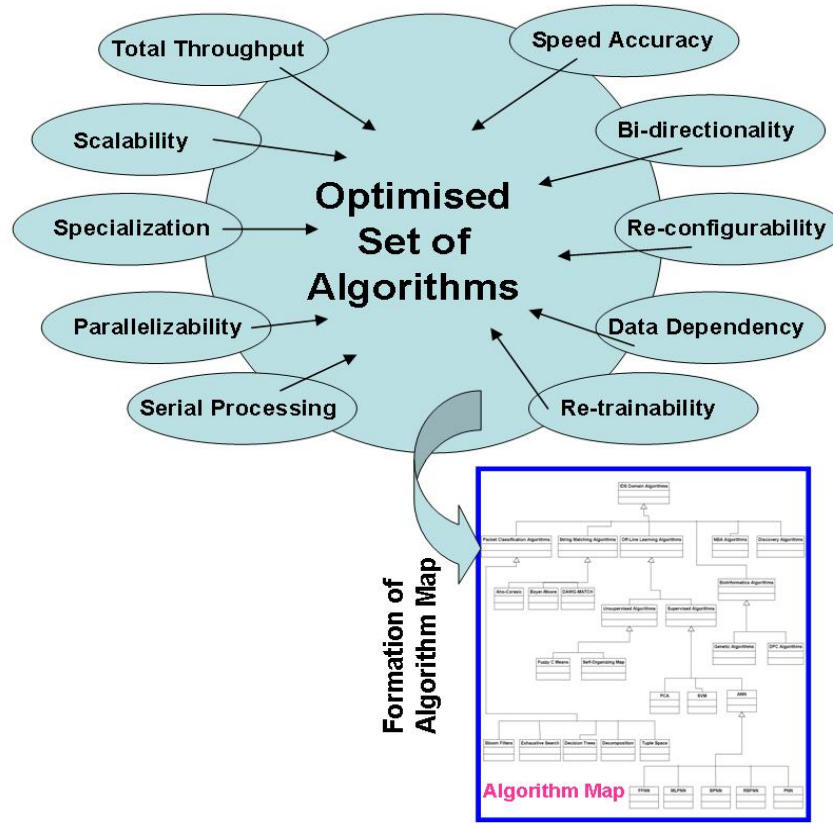 Total Throughput
Speed Accuracy
Scalability
Bi-directionality
Specialization
Re-configurability
Parallelizability
Data Dependency
Serial Processing
Re-trainability
Optimised
Set of
Algorithms
Formation of
Algorithm Map
IDS Domain Algorithms
Packet Classification Algorithms
String Matching Algorithms
Off-Line Learning Algorithms
NBA Algorithms
Discovery Algorithms
Bioinformatics Algorithms
Aho-Corasic
Boyer-Moore
DAWG-MATCH
Unsupervised Algorithms
Supervised Algorithms
Genetic Algorithms
DPC Algorithms
Fuzzy C Means
Self-Organizing Map
PCA
SVM
ANN
Bloom Filters
Exhaustive Search
Decision Trees
Decomposition
Tuple Space
FFNN
MLPNN
BPNN
RBFNN
PNN
Algorithm Map